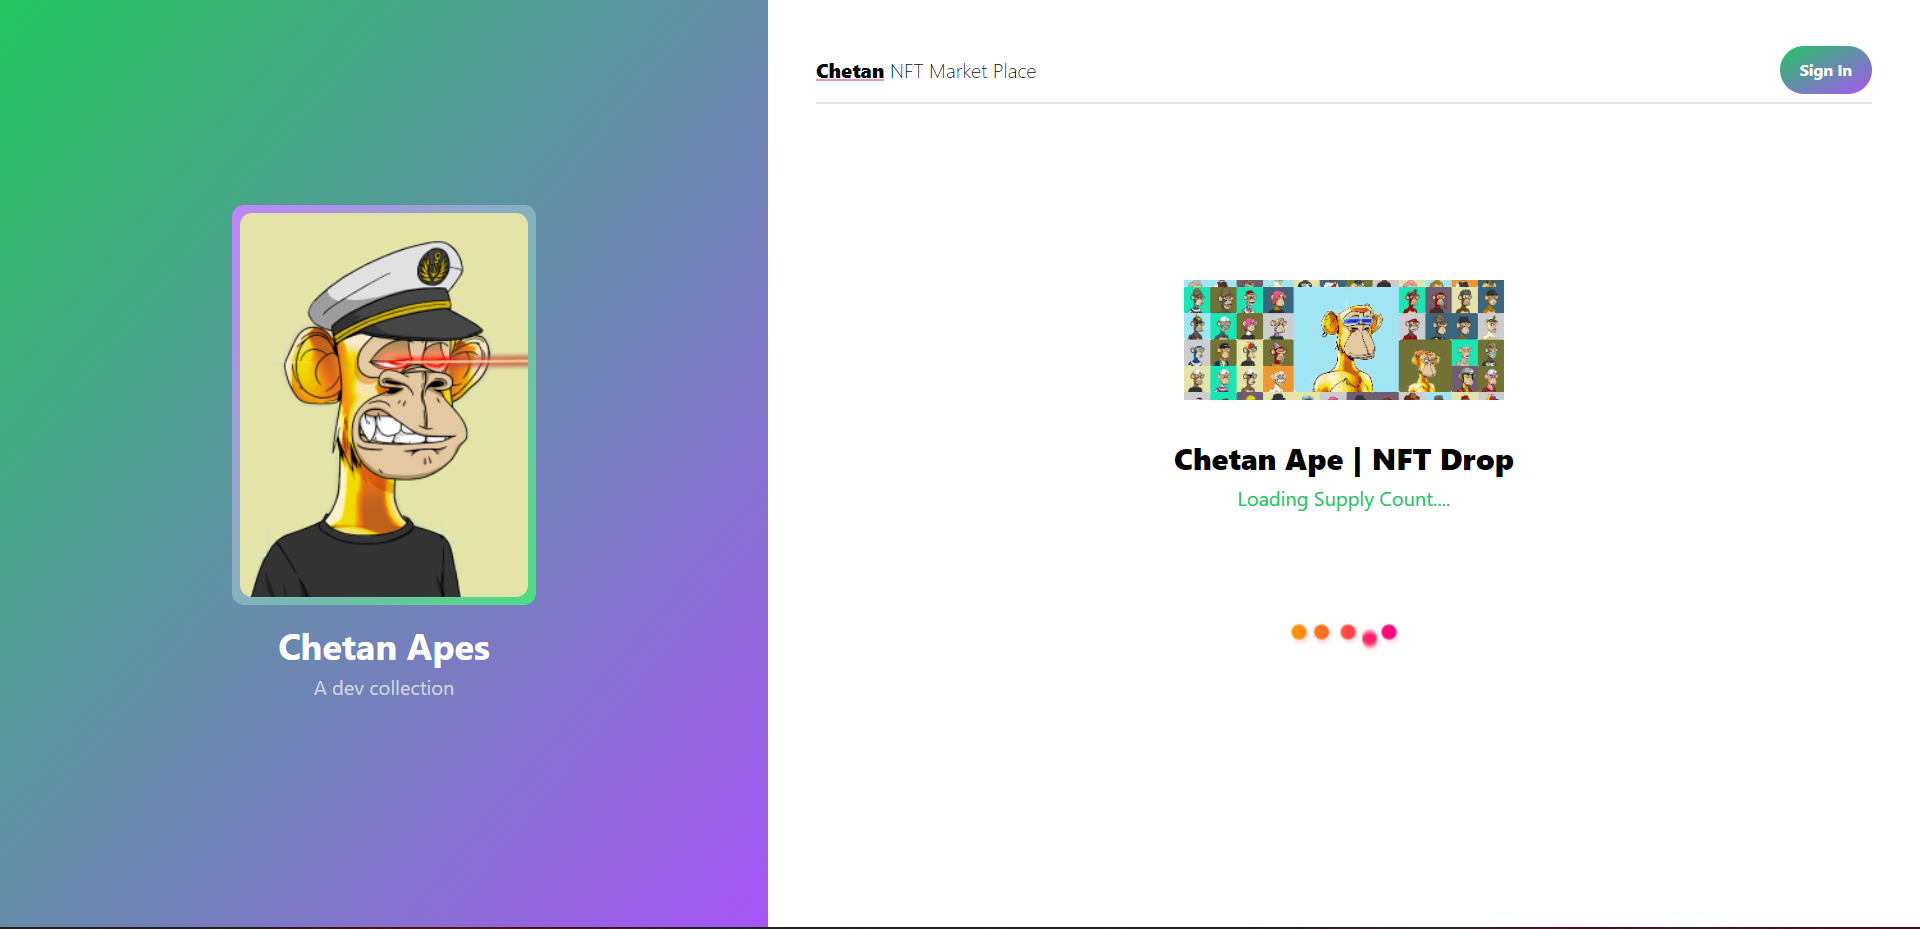 Chetan Apes
A dev collection
Chetan NFT Market Place
Sign In
Chetan Ape | NFT Drop
Loading Supply Count....